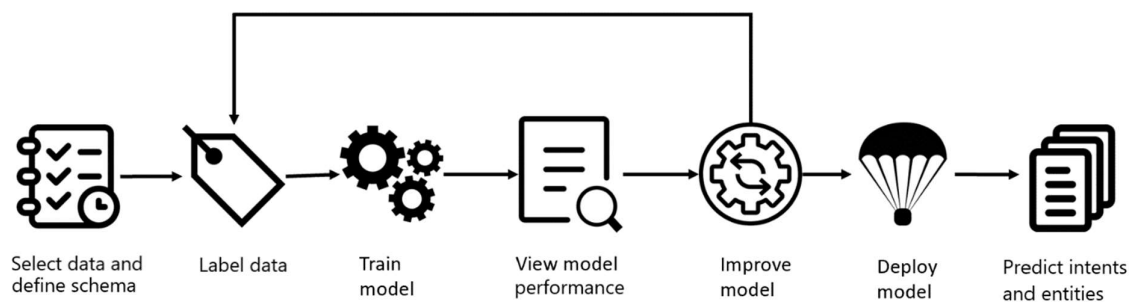 Select data and
define schema
Label data
Train
model
View model
performance
Improve
model
Deploy
model
Predict intents
and entities